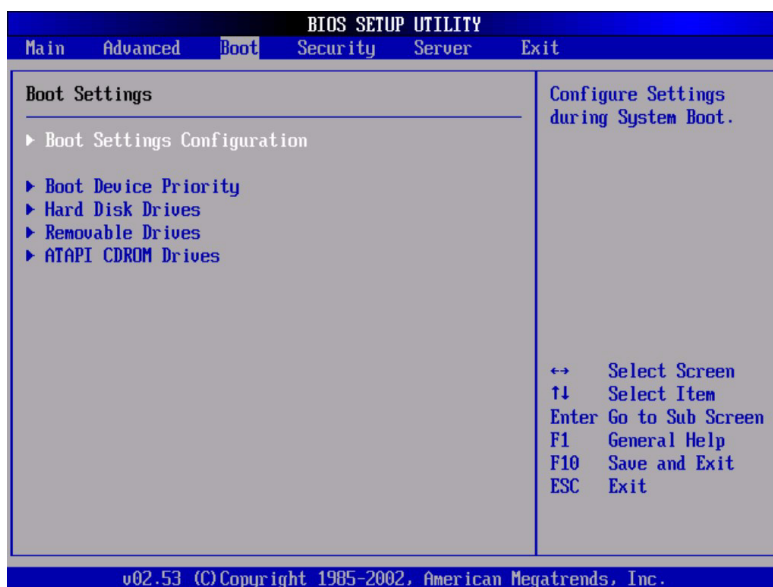 BIOS SETUP UTILITY
Main Advanced Boot Security Server Exit
Boot Settings
▶ Boot Settings Configuration
▶ Boot Device Priority
▶ Hard Disk Drives
▶ Removable Drives
▶ ATAPI CDROM Drives
Configure Settings
during System Boot.
↔ Select Screen
↑↓ Select Item
Enter Go to Sub Screen
F1 General Help
F10 Save and Exit
ESC Exit
v02.53 (C)Copyright 1985-2002, American Megatrends, Inc.